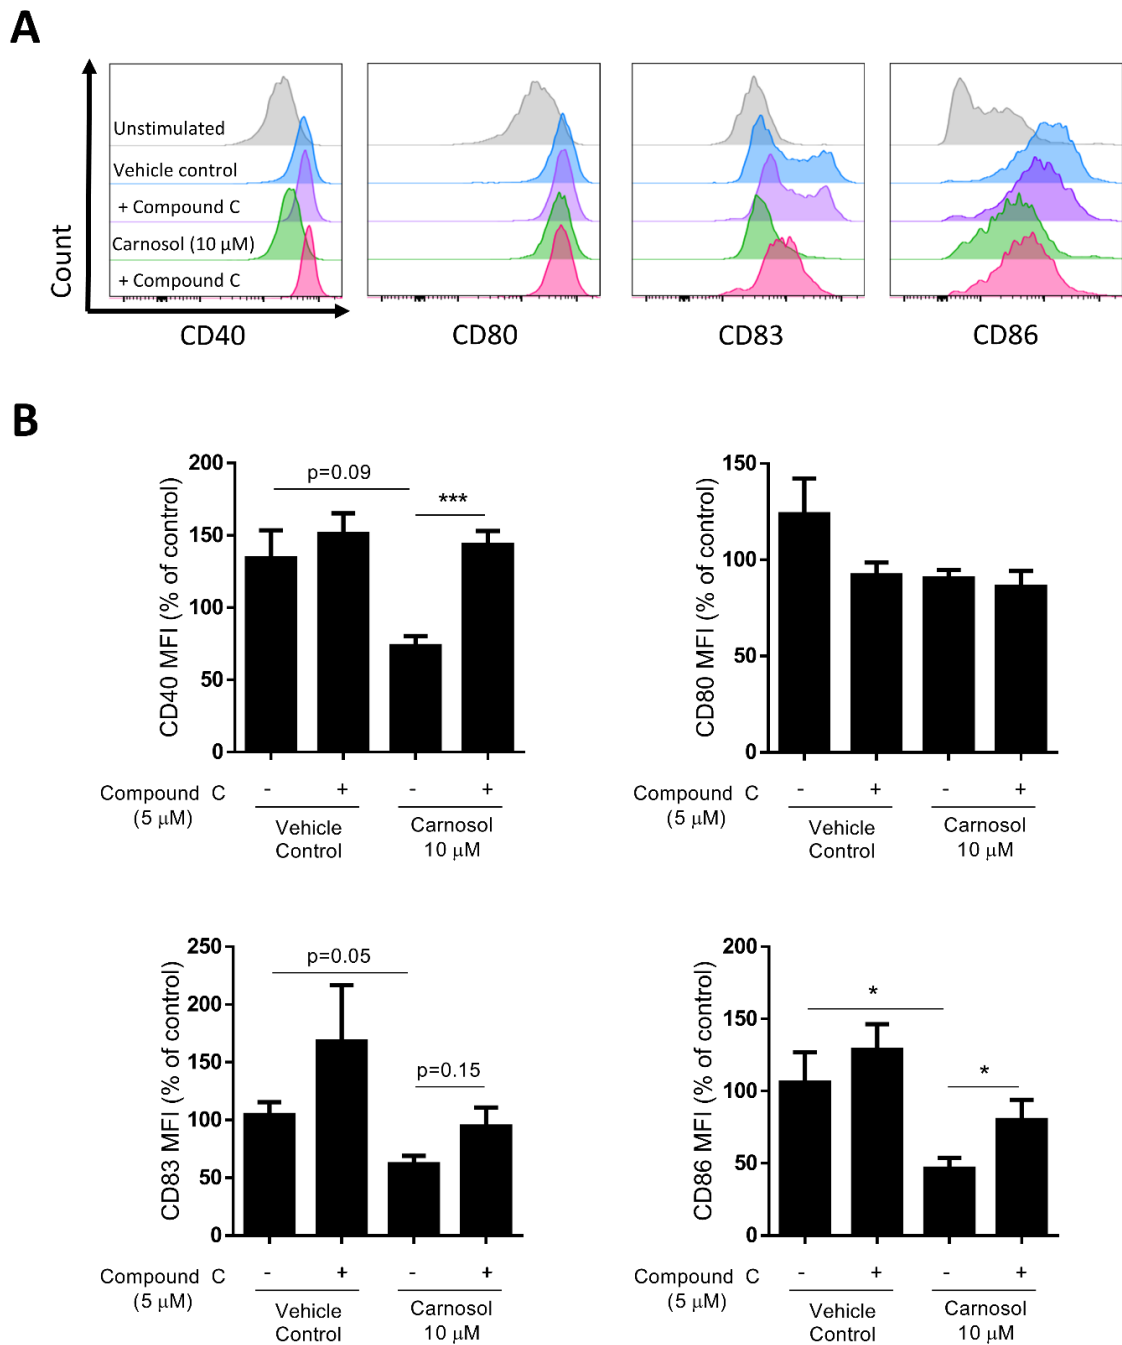 A
Unstimulated
Vehicle control
+ Compound C
Carnosol (10 µM)
+ Compound C
Count
CD40
CD80
CD83
CD86
B
CD40 MFI (% of control)
200
150
100
50
0
p=0.09
***
Compound C
(5 µM)
- + - +
Vehicle
Control
Carnosol
10 µM
CD80 MFI (% of control)
150
100
50
0
Compound C
(5 µM)
- + - +
Vehicle
Control
Carnosol
10 µM
CD83 MFI (% of control)
250
200
150
100
50
0
p=0.05
p=0.15
Compound C
(5 µM)
- + - +
Vehicle
Control
Carnosol
10 µM
CD86 MFI (% of control)
200
150
100
50
0
*
*
Compound C
(5 µM)
- + - +
Vehicle
Control
Carnosol
10 µM